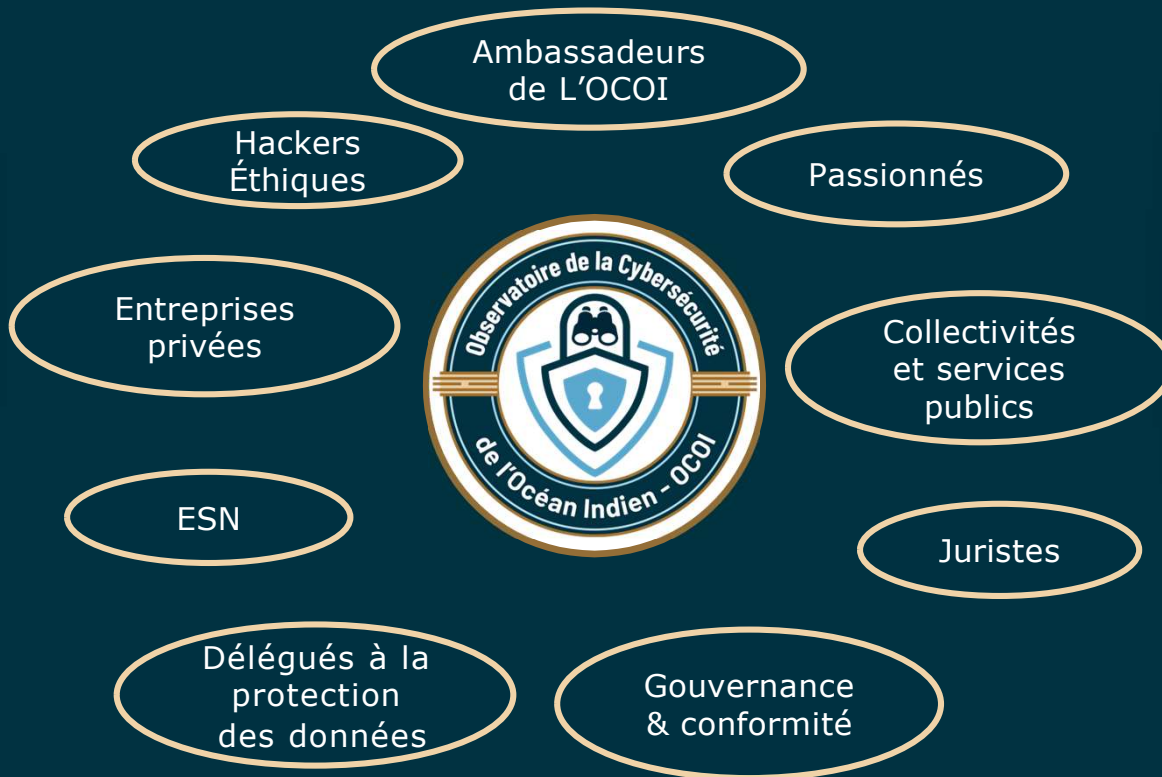 Ambassadeurs
de L’OCOI
Hackers
Éthiques
Passionnés
Observatoire de la Cybersécurité
de l'Océan Indien - OCOI
Entreprises
privées
Collectivités
et services
publics
ESN
Juristes
Délégués à la
protection
des données
Gouvernance
& conformité